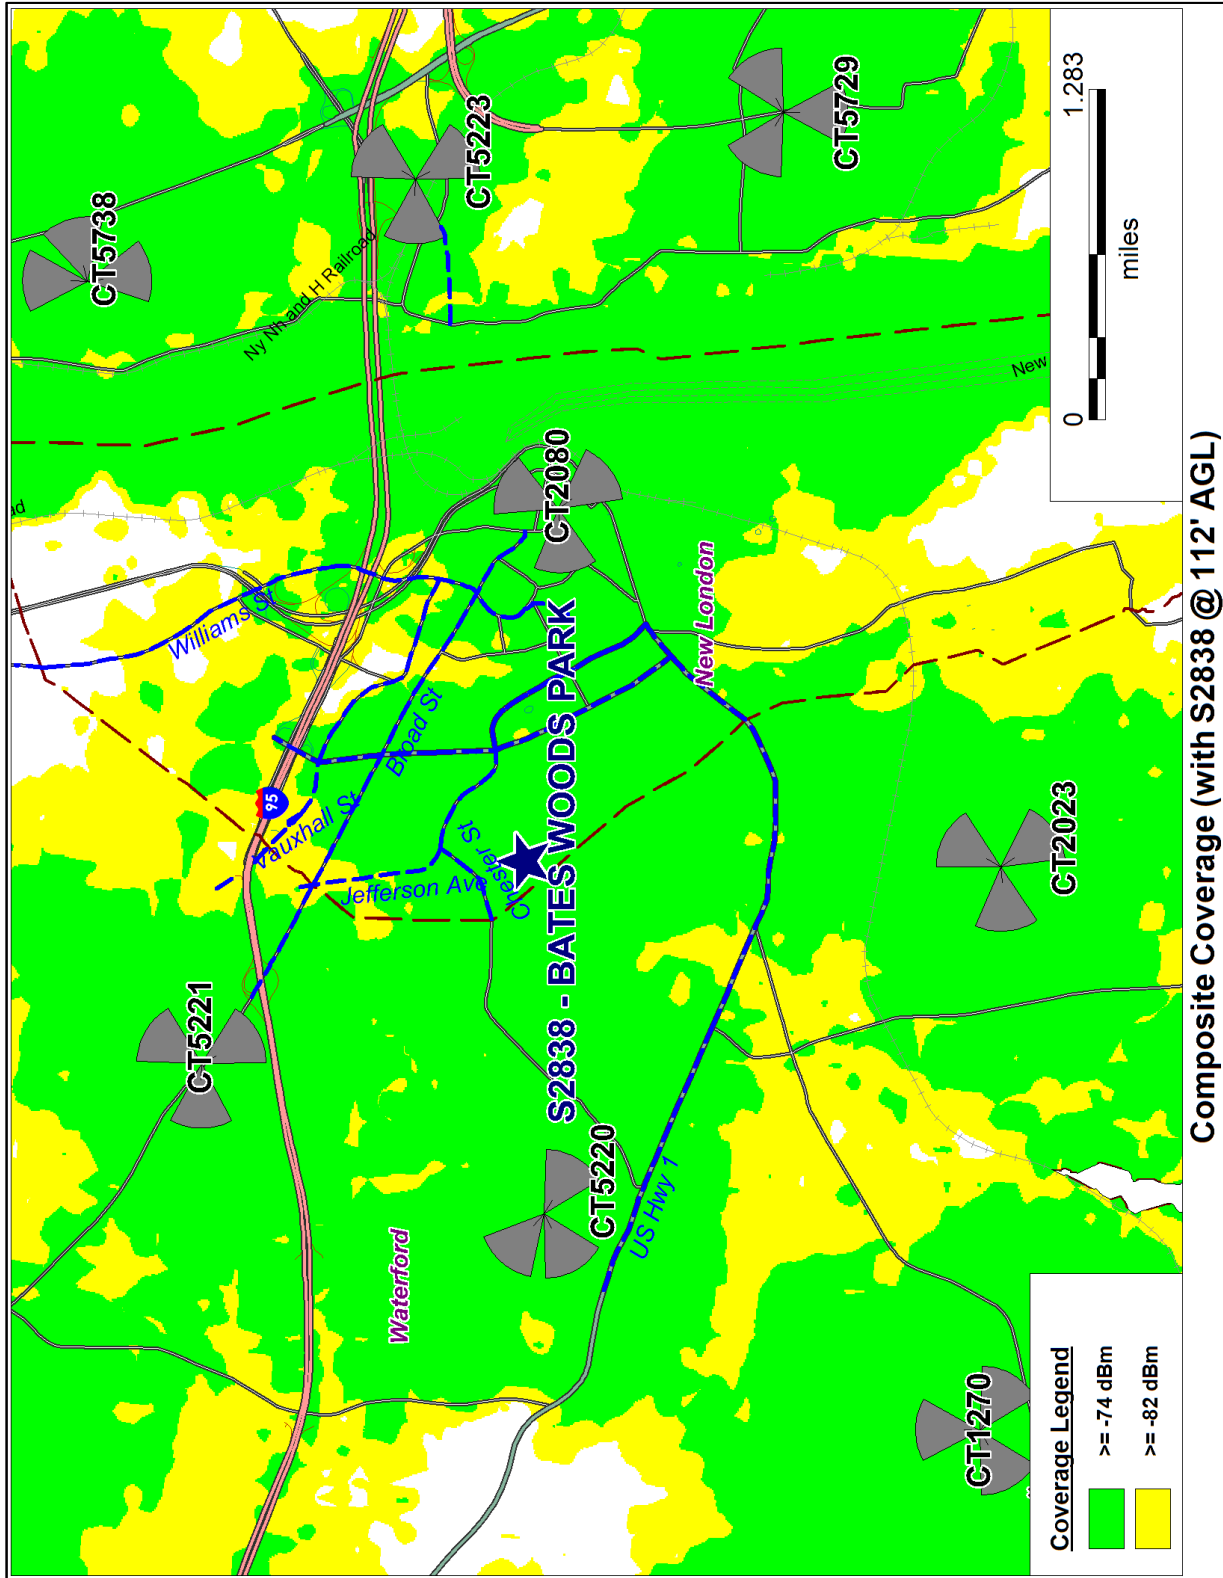 CT5738
Ny Nh and H Railroad
CT5223
CT5729
ad
Williams St
CT2080
New
95
Vauxhall St
Broad St
Jefferson Ave
Chester St
S2838 - BATES WOODS PARK
New London
CT5221
CT2023
CT5220
US Hwy 1
Waterford
CT1270
0
1.283
miles
Coverage Legend
>= -74 dBm
>= -82 dBm
Composite Coverage (with S2838 @ 112' AGL)